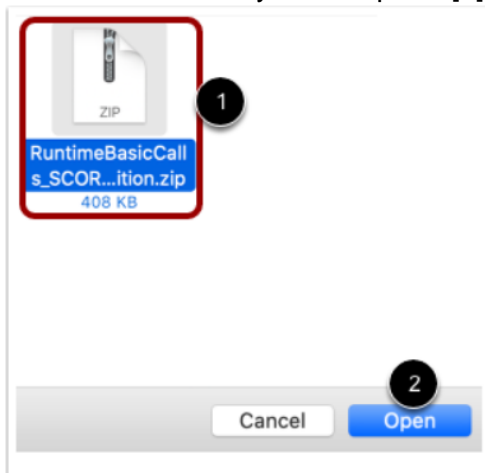 ZIP
1
RuntimeBasicCall
s_SCOR...ition.zip
408 KB
2
Cancel
Open